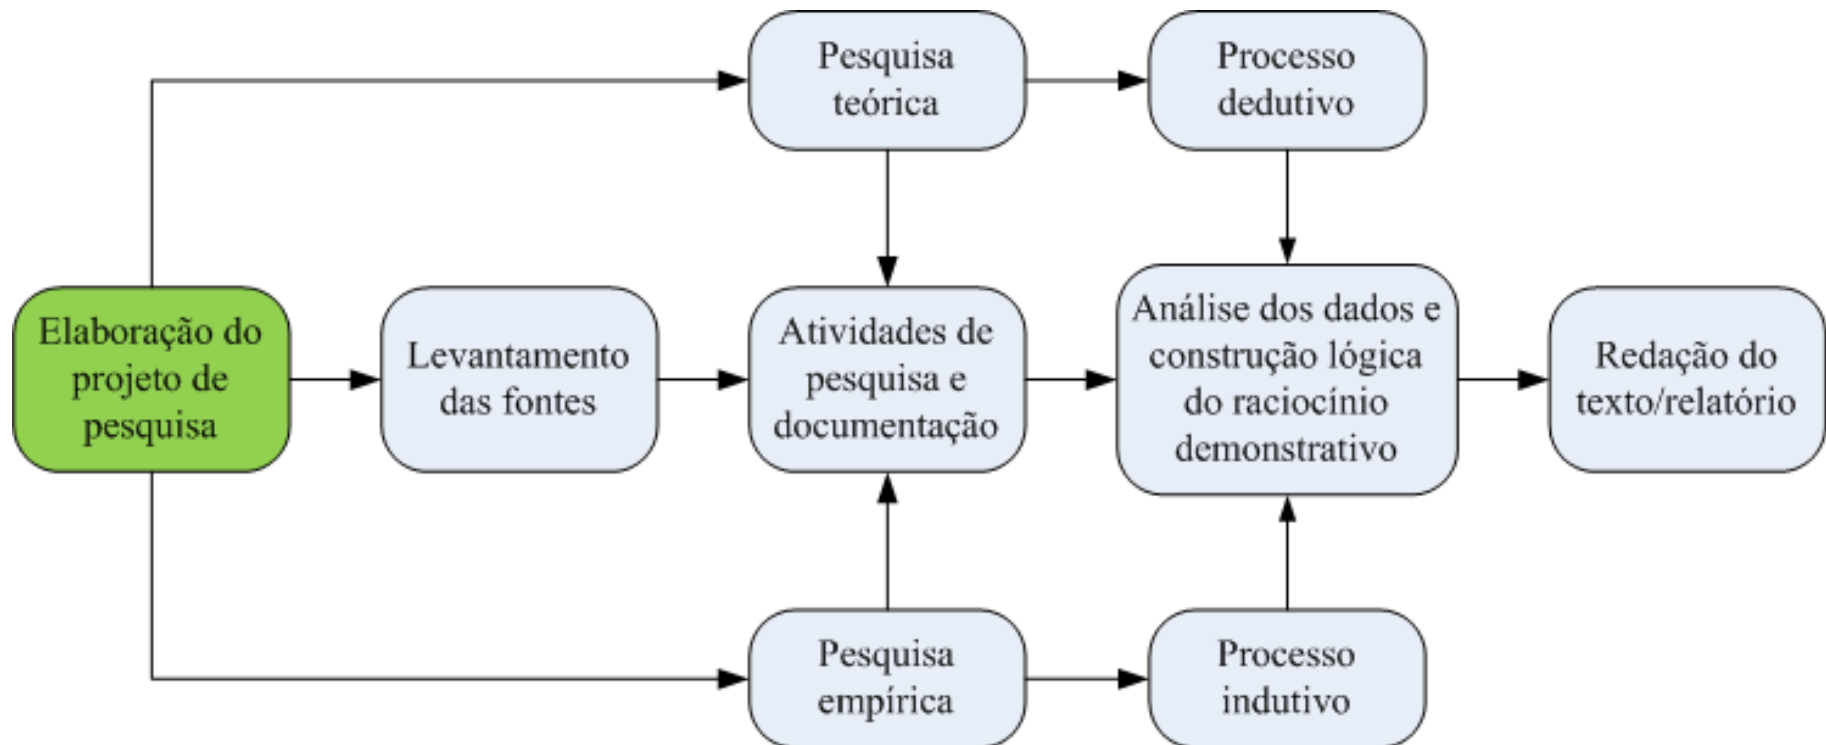 Pesquisa
teórica
Processo
dedutivo
Elaboração do
projeto de
pesquisa
Levantamento
das fontes
Atividades de
pesquisa e
documentação
Análise dos dados e
construção lógica
do raciocínio
demonstrativo
Redação do
texto/relatório
Pesquisa
empírica
Processo
indutivo